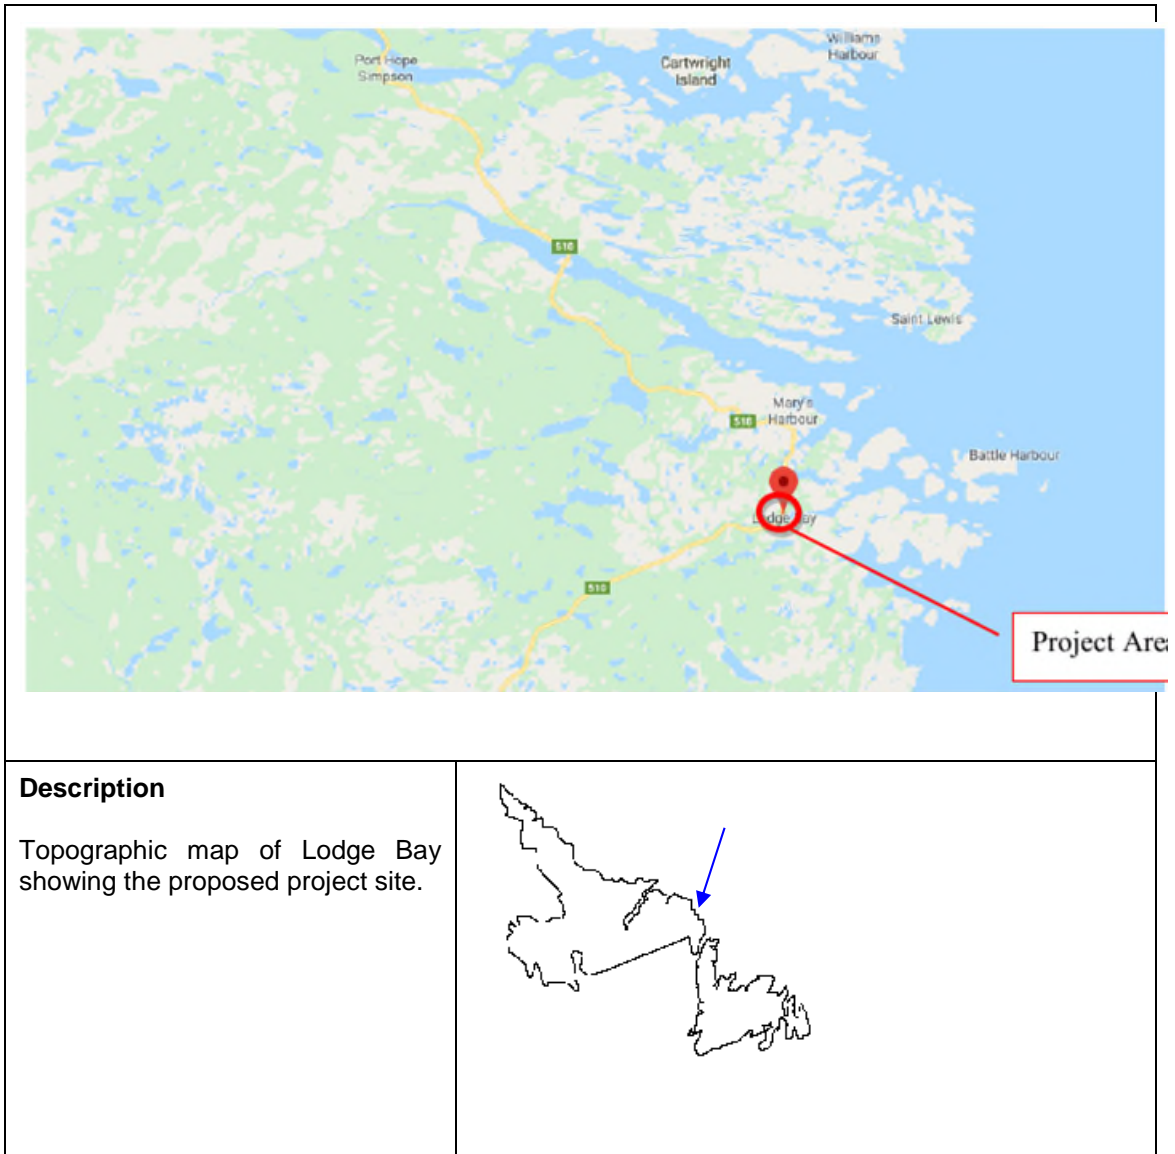 Williams
Harbour
Port Hope
Simpson
Cartwright
Island
510
Saint Lewis
Mary's
Harbour
510
Battle Harbour
Lodge Bay
510
Project Area
Description
Topographic map of Lodge Bay
showing the proposed project site.